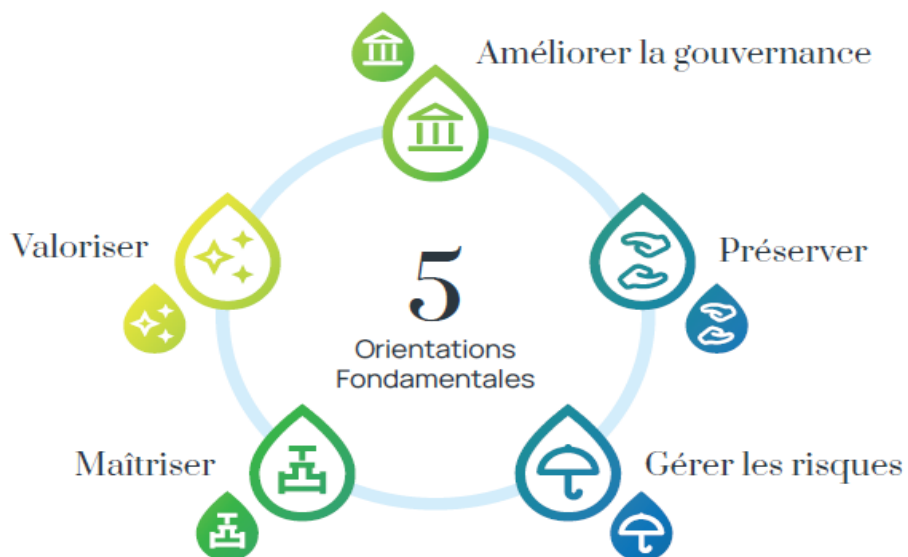 Améliorer la gouvernance
Valoriser
Préserver
5
Orientations
Fondamentales
Maîtriser
Gérer les risques